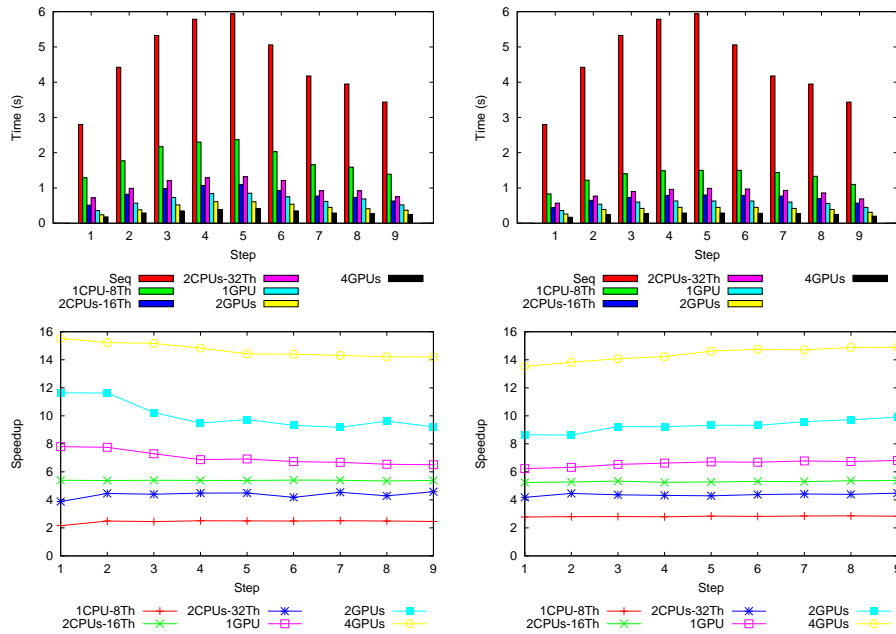 6
5
4
3
2
1
0
Time (s)
1 2 3 4 5 6 7 8 9
Step
Seq
1CPU-8Th
2CPUs-16Th
2CPUs-32Th
1GPU
2GPUs
4GPUs
6
5
4
3
2
1
0
Time (s)
1 2 3 4 5 6 7 8 9
Step
Seq
1CPU-8Th
2CPUs-16Th
2CPUs-32Th
1GPU
2GPUs
4GPUs
16
14
12
10
8
6
4
2
0
Speedup
1 2 3 4 5 6 7 8 9
Step
1CPU-8Th
2CPUs-16Th
2CPUs-32Th
1GPU
2GPUs
4GPUs
16
14
12
10
8
6
4
2
0
Speedup
1 2 3 4 5 6 7 8 9
Step
1CPU-8Th
2CPUs-16Th
2CPUs-32Th
1GPU
2GPUs
4GPUs